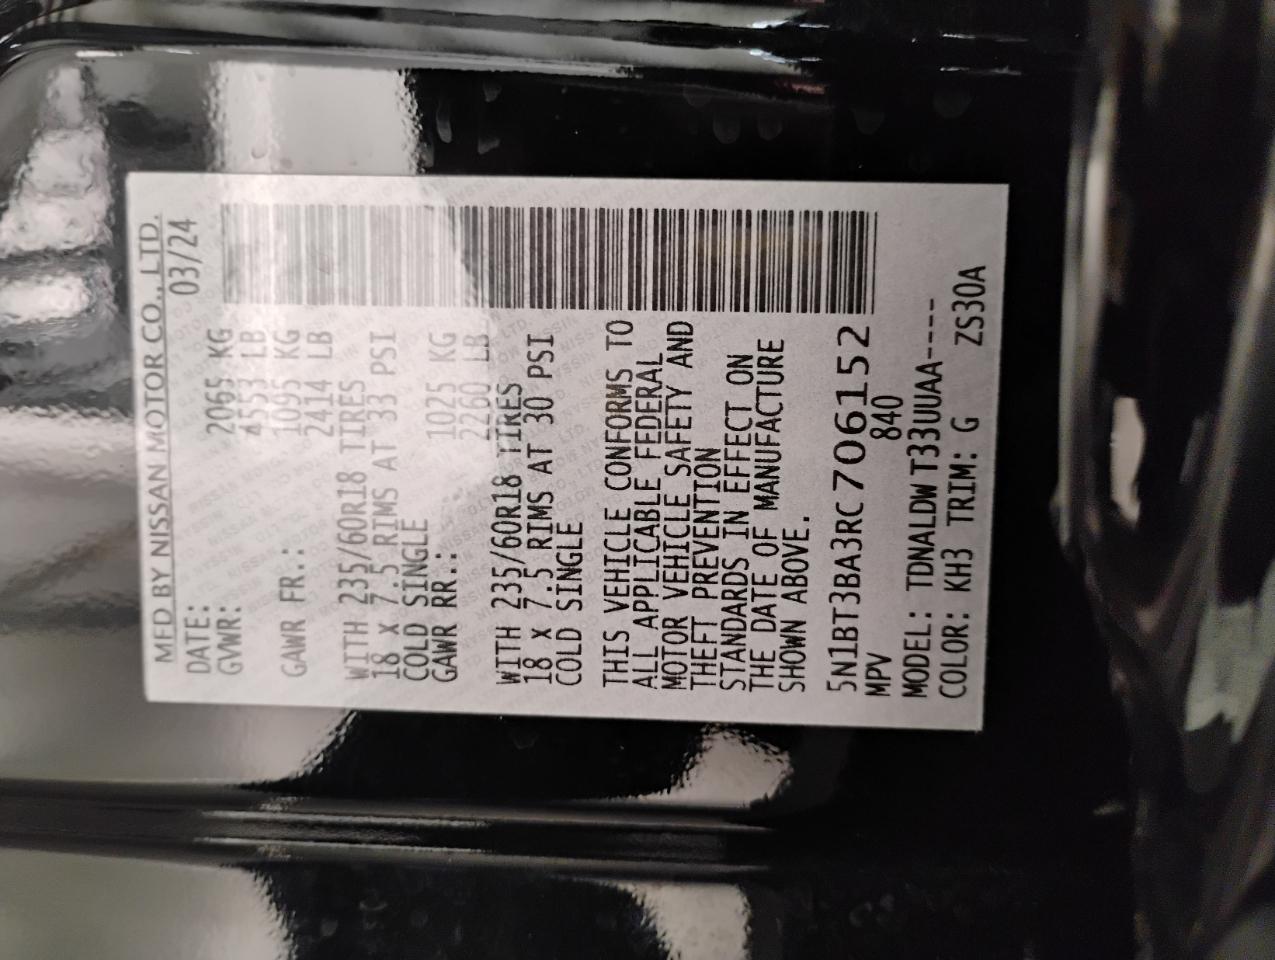 MFD BY NISSAN MOTOR CO., LTD.
DATE: 03/24
GVWR: 2065 KG
4553 LB
GAWR FR.: 1095 KG
2414 LB
WITH 235/60R18 TIRES
18 X 7.5 RIMS AT 33 PSI
COLD SINGLE
GAWR RR.: 1025 KG
2260 LB
WITH 235/60R18 TIRES
18 X 7.5 RIMS AT 30 PSI
COLD SINGLE
THIS VEHICLE CONFORMS TO
ALL APPLICABLE FEDERAL
MOTOR VEHICLE SAFETY AND
THEFT PREVENTION
STANDARDS IN EFFECT ON
THE DATE OF MANUFACTURE
SHOWN ABOVE.
5N1BT3BA3RC706152
MPV 840
MODEL: TDNALDW T33UUAA-----
COLOR: KH3 TRIM: G ZS30A